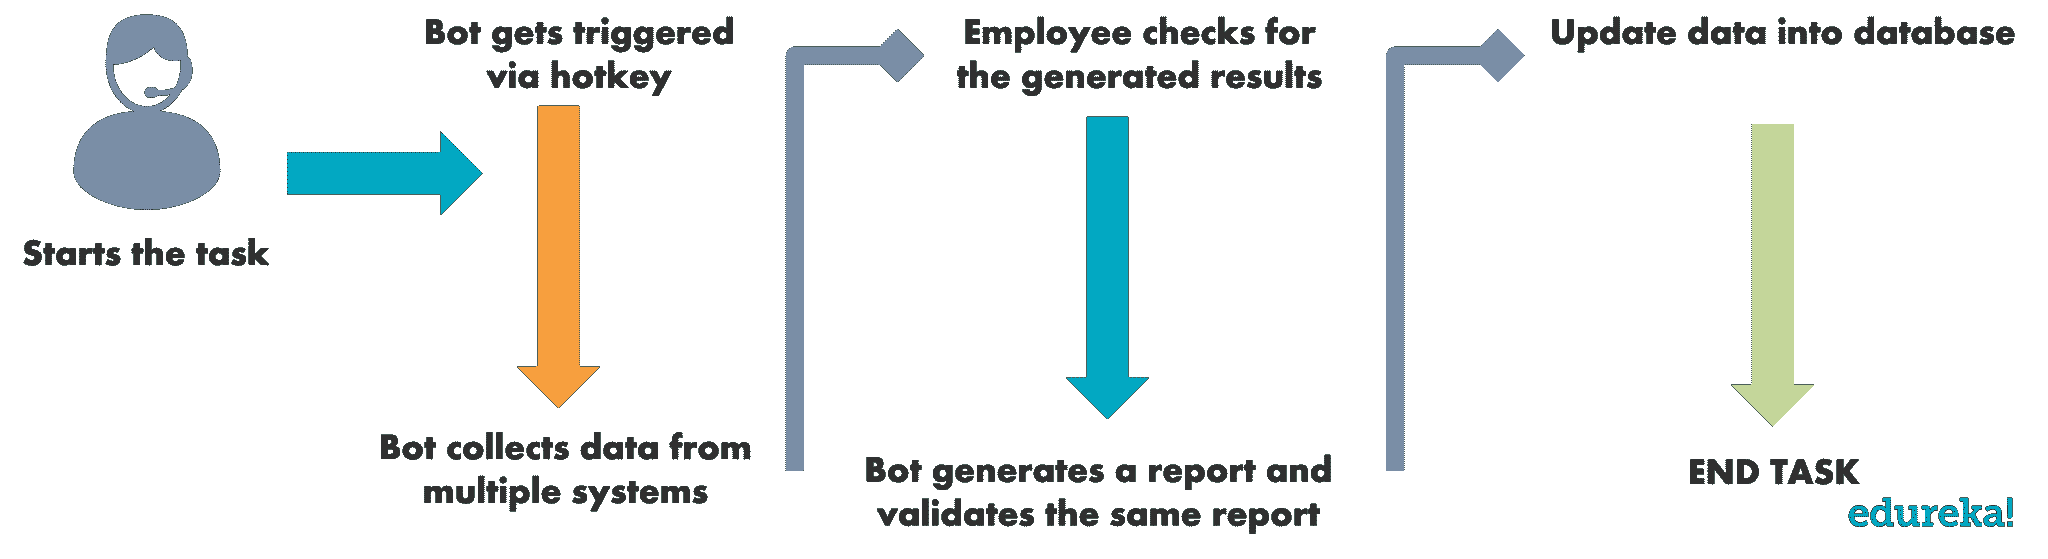 Starts the task
Bot gets triggered
via hotkey
Bot collects data from
multiple systems
Employee checks for
the generated results
Bot generates a report and
validates the same report
Update data into database
END TASK
edureka!